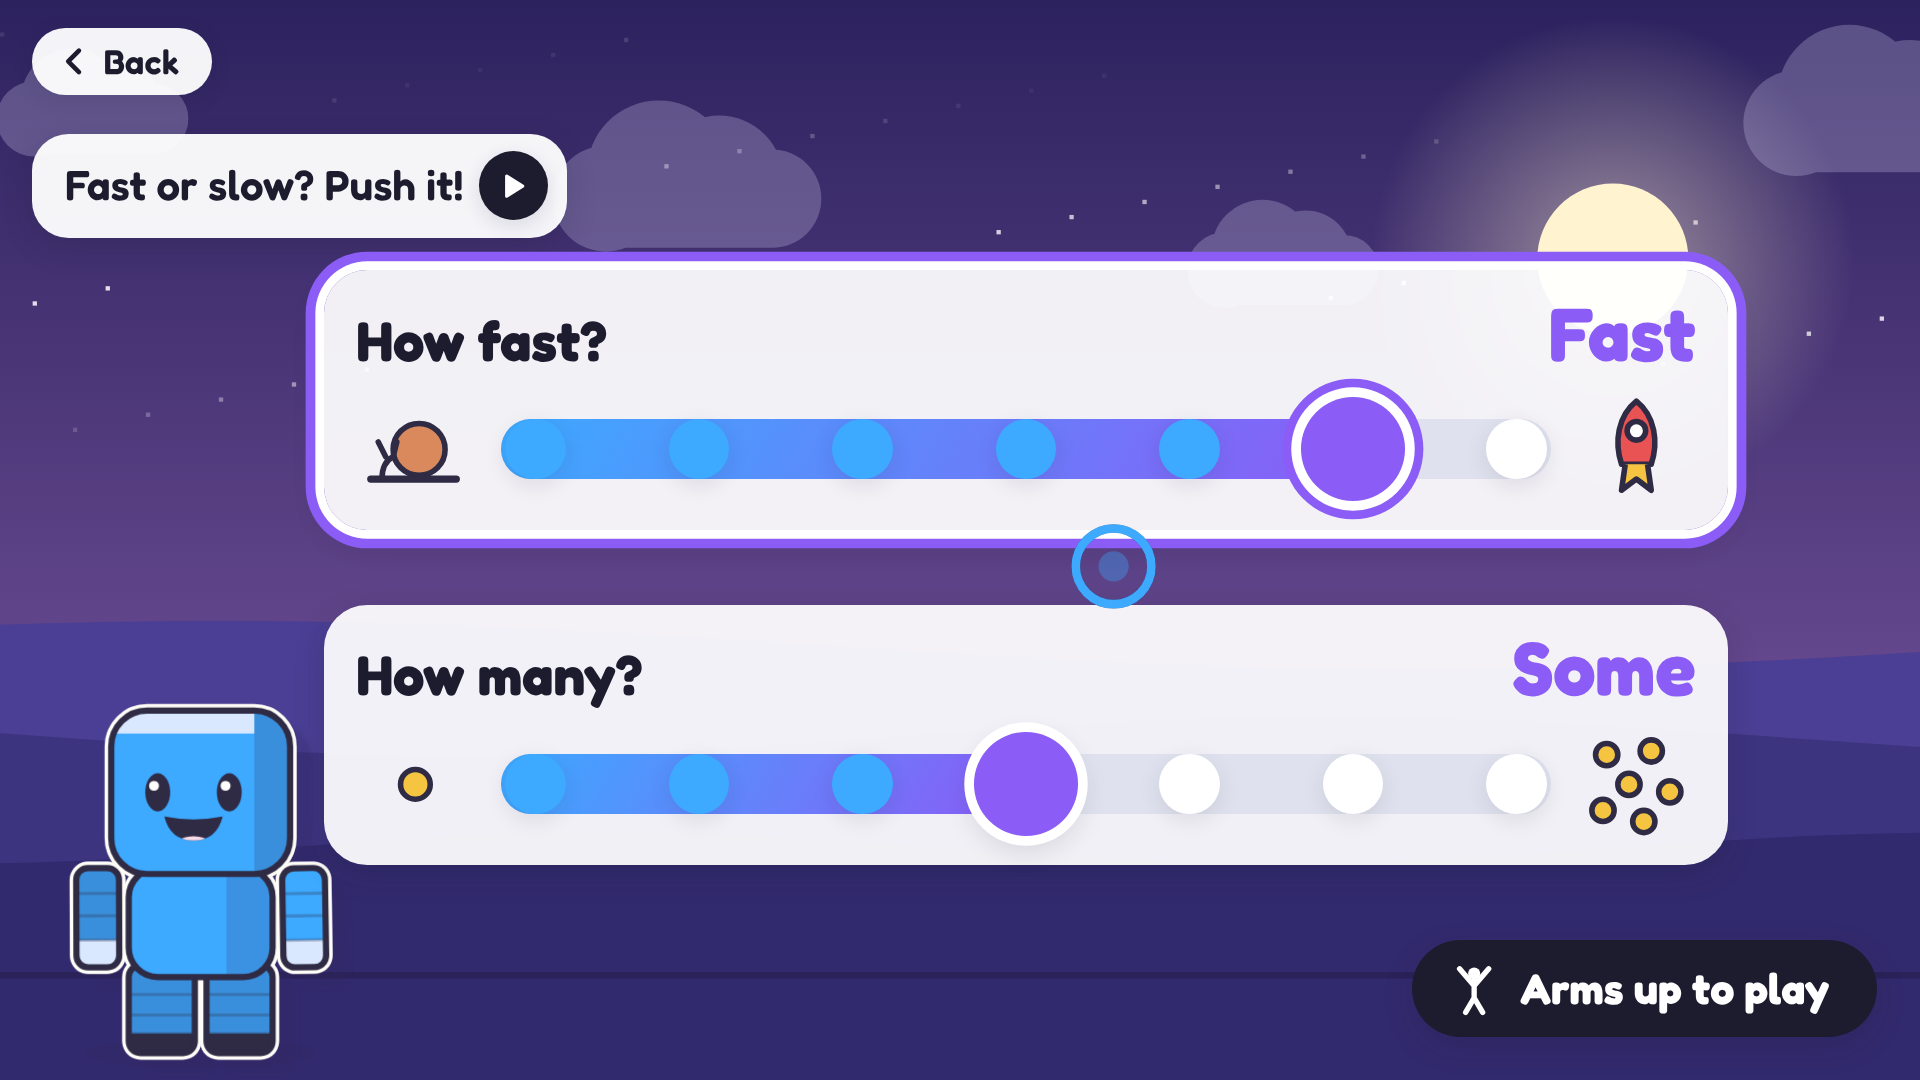 Back
Fast or slow? Push it!
How fast?
Fast
How many?
Some
Arms up to play